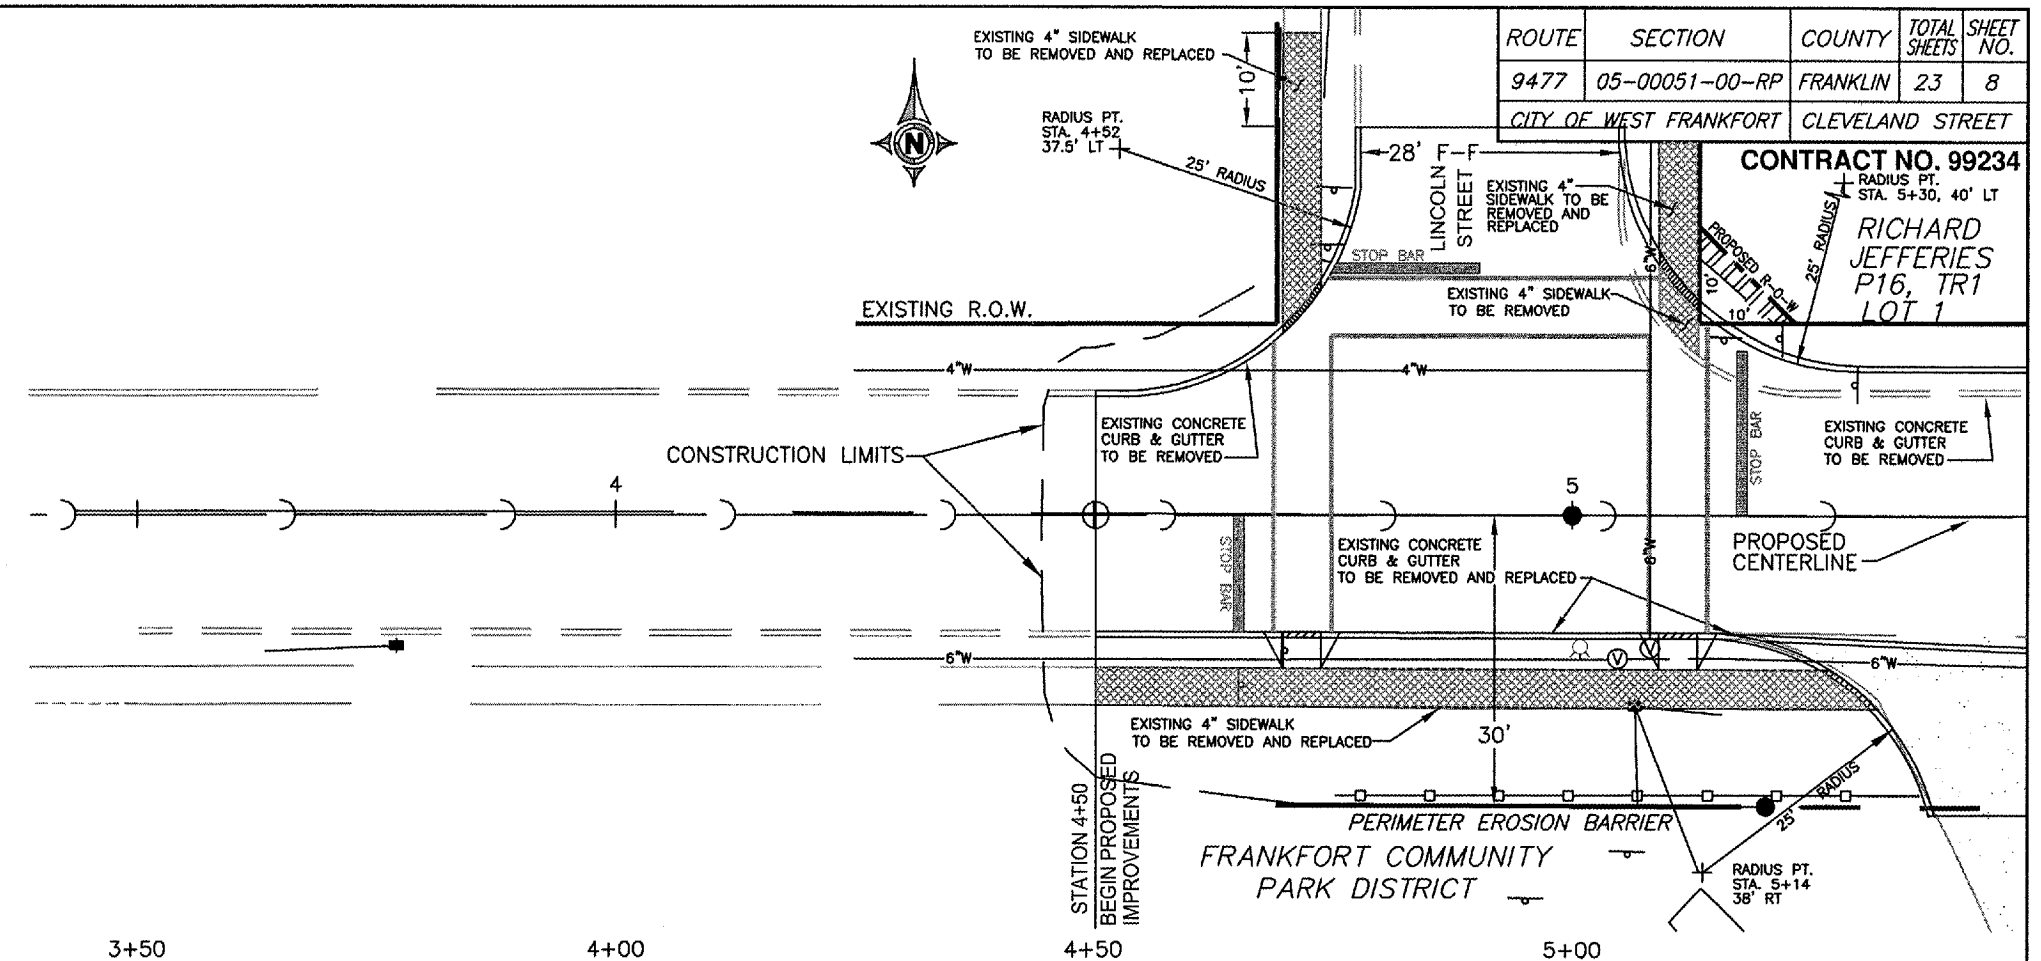 ROUTE SECTION COUNTY TOTAL SHEETS SHEET NO.
9477 05-00051-00-RP FRANKLIN 23 8
CITY OF WEST FRANKFORT CLEVELAND STREET
CONTRACT NO. 99234
EXISTING 4" SIDEWALK
TO BE REMOVED AND REPLACED
10'
RADIUS PT.
STA. 4+52
37.5' LT
25' RADIUS
N
28' F-F
LINCOLN
STREET
EXISTING 4"
SIDEWALK TO BE
REMOVED AND
REPLACED
RADIUS PT.
STA. 5+30, 40' LT
25' RADIUS
RICHARD
JEFFERIES
P16, TR1
LOT 1
PROPOSED R-O-W
10'
10'
STOP BAR
6"W
EXISTING 4" SIDEWALK
TO BE REMOVED
EXISTING R.O.W.
4"W
4"W
EXISTING CONCRETE
CURB & GUTTER
TO BE REMOVED
CONSTRUCTION LIMITS
STOP BAR
EXISTING CONCRETE
CURB & GUTTER
TO BE REMOVED
4
5
STOP BAR
EXISTING CONCRETE
CURB & GUTTER
TO BE REMOVED AND REPLACED
6"W
PROPOSED
CENTERLINE
6"W
V
V
6"W
EXISTING 4" SIDEWALK
TO BE REMOVED AND REPLACED
30'
STATION 4+50
BEGIN PROPOSED
IMPROVEMENTS
PERIMETER EROSION BARRIER
25' RADIUS
FRANKFORT COMMUNITY
PARK DISTRICT
RADIUS PT.
STA. 5+14
38' RT
3+50
4+00
4+50
5+00